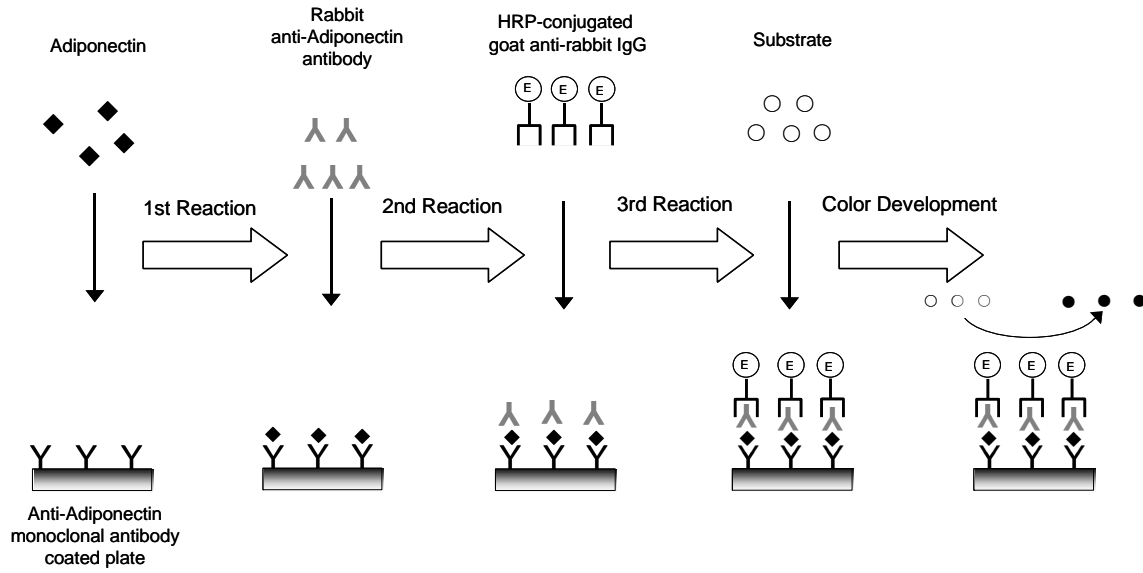 Adiponectin
Rabbit
anti-Adiponectin
antibody
HRP-conjugated
goat anti-rabbit IgG
Substrate
E E E
1st Reaction
2nd Reaction
3rd Reaction
Color Development
E E E
E E E
Anti-Adiponectin
monoclonal antibody
coated plate